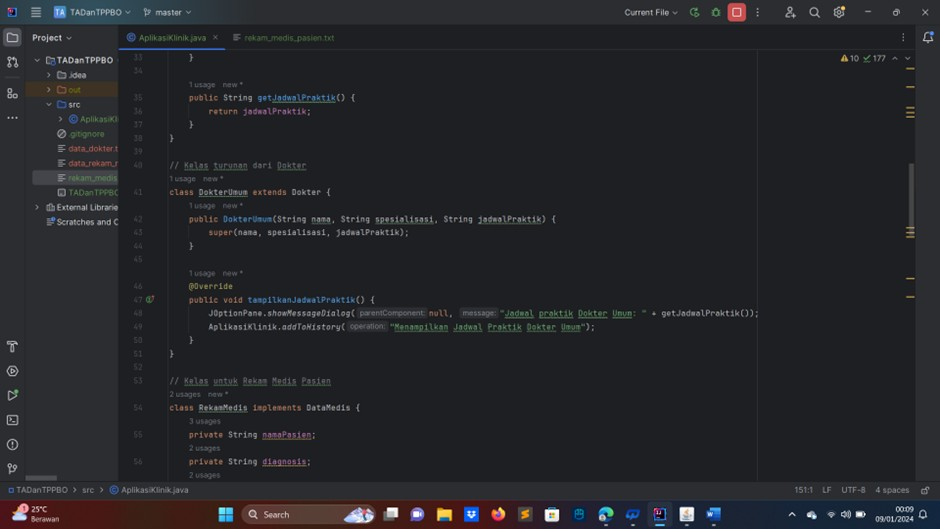 TA TADanTPPBO master Current File
Project
AplikasiKlinik.java rekam_medis_pasien.txt
TADanTPPBO
.idea
out
src
AplikasiKl
.gitignore
data_dokter.t
data_rekam_r
rekam_medis
TADanTPPBO
External Librarie
Scratches and C
10 177
33 }
34
1 usage new *
35 public String getJadwalPraktik() {
36 return jadwalPraktik;
37 }
38 }
39
40 // Kelas turunan dari Dokter
1 usage new *
41 class DokterUmum extends Dokter {
1 usage new *
42 public DokterUmum(String nama, String spesialisasi, String jadwalPraktik) {
43 super(nama, spesialisasi, jadwalPraktik);
44 }
45
1 usage new *
46 @Override
47 public void tampilkanJadwalPraktik() {
48 JOptionPane.showMessageDialog( parentComponent: null, message: "Jadwal praktik Dokter Umum: " + getJadwalPraktik());
49 AplikasiKlinik.addToHistory( operation: "Menampilkan Jadwal Praktik Dokter Umum");
50 }
51 }
52
53 // Kelas untuk Rekam Medis Pasien
2 usages new *
54 class RekamMedis implements DataMedis {
3 usages
55 private String namaPasien;
2 usages
56 private String diagnosis;
2 usages
TADanTPPBO > src > AplikasiKlinik.java 151:1 LF UTF-8 4 spaces
25°C
Berawan
Search
00:09
09/01/2024